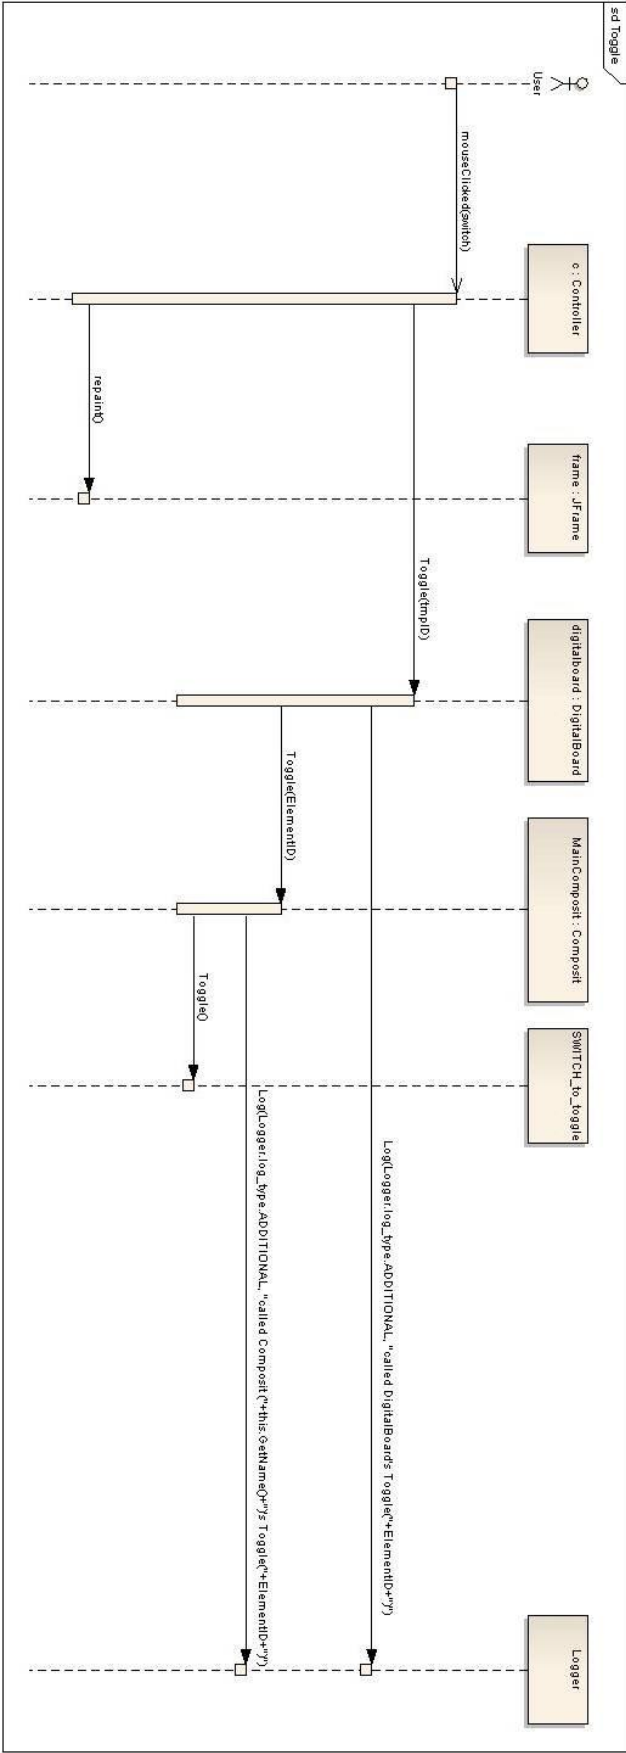 sd Toggle
User
c : Controller
frame : JFrame
digitalboard : DigitalBoard
MainComposit : Composit
SWITCH_to_toggle
Logger
mouseClicked(switch)
Toggle(tmpID)
Log(Logger.log_type.ADDITIONAL, "called DigitalBoard's Toggle("+ElementID+")")
Toggle(ElementID)
Log(Logger.log_type.ADDITIONAL, "called Composit ("+this.GetName()+")'s Toggle("+ElementID+")")
Toggle()
repaint()